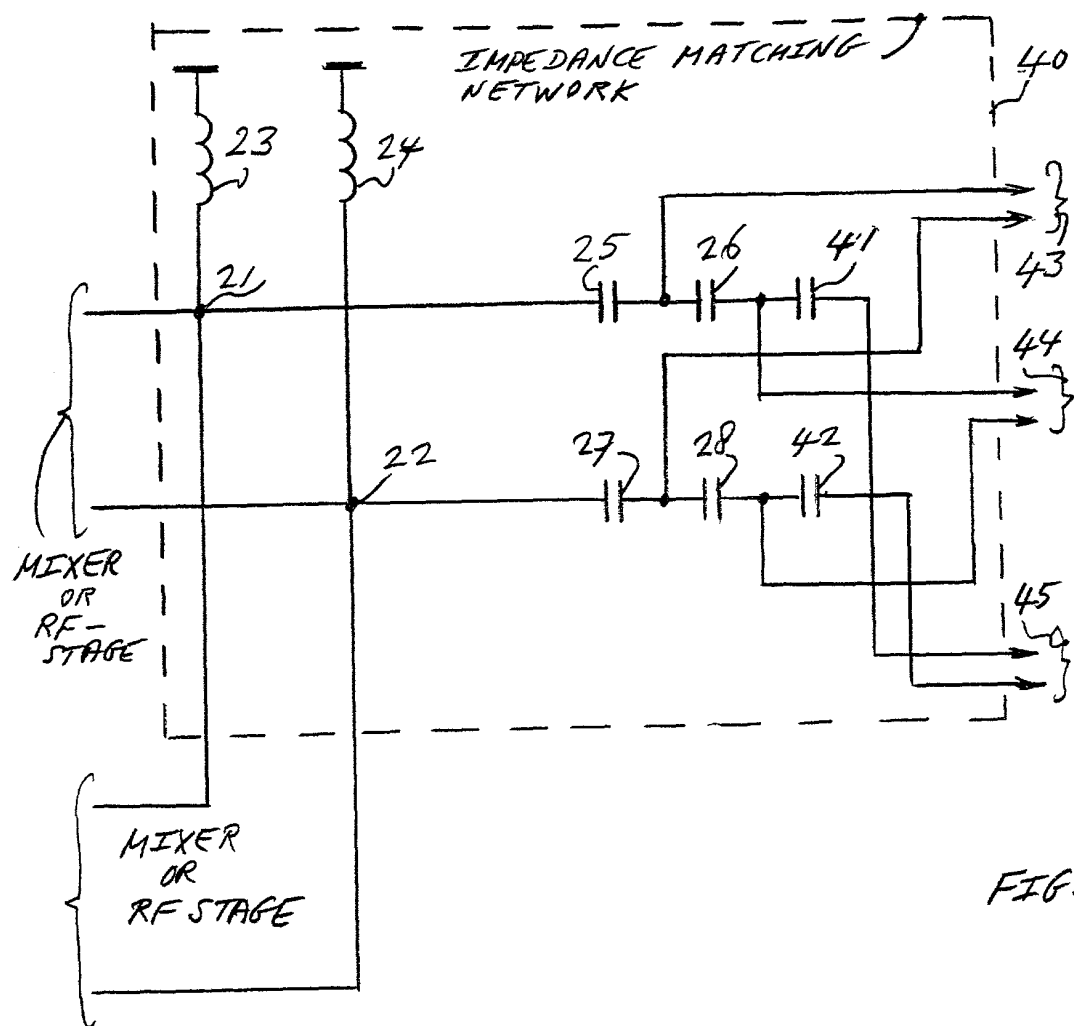 IMPEDANCE MATCHING
NETWORK
40
23
24
21
25
26
41
43
44
22
27
28
42
MIXER
OR
RF-
STAGE
45
MIXER
OR
RF STAGE
FIG.